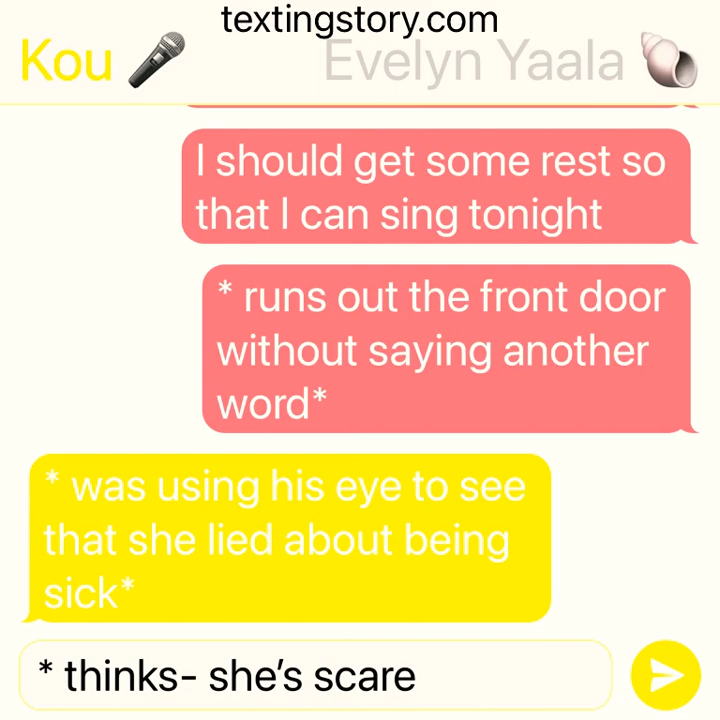 textingstory.com
Kou 🎤 Evelyn Yaala 🐚
I should get some rest so
that I can sing tonight
* runs out the front door
without saying another
word*
* was using his eye to see
that she lied about being
sick*
* thinks- she's scare